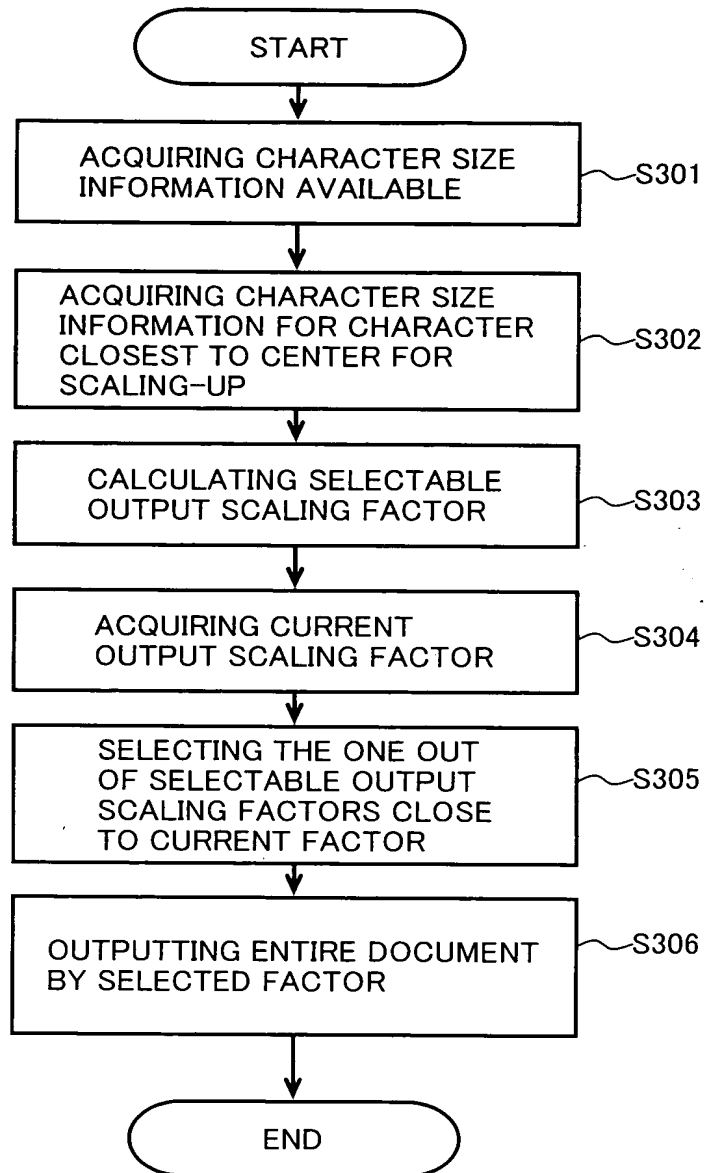 START
ACQUIRING CHARACTER SIZE
INFORMATION AVAILABLE
S301
ACQUIRING CHARACTER SIZE
INFORMATION FOR CHARACTER
CLOSEST TO CENTER FOR
SCALING-UP
S302
CALCULATING SELECTABLE
OUTPUT SCALING FACTOR
S303
ACQUIRING CURRENT
OUTPUT SCALING FACTOR
S304
SELECTING THE ONE OUT
OF SELECTABLE OUTPUT
SCALING FACTORS CLOSE
TO CURRENT FACTOR
S305
OUTPUTTING ENTIRE DOCUMENT
BY SELECTED FACTOR
S306
END